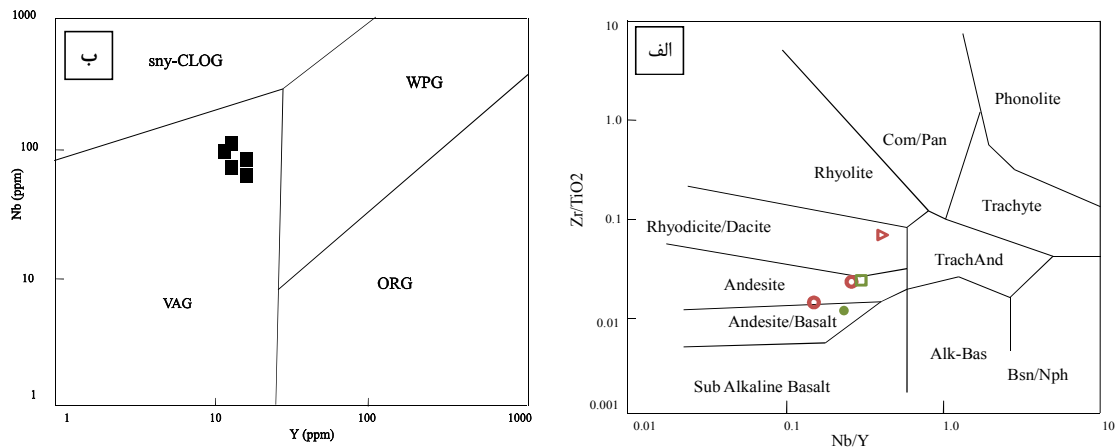 ب
1000
100
10
1
Nb (ppm)
sny-CLOG
WPG
VAG
ORG
1
10
100
1000
Y (ppm)
الف
10
1.0
0.1
0.01
0.001
Zr/TiO2
Phonolite
Com/Pan
Rhyolite
Trachyte
Rhyodicite/Dacite
TrachAnd
Andesite
Andesite/Basalt
Alk-Bas
Bsn/Nph
Sub Alkaline Basalt
0.01
0.1
1.0
10
Nb/Y